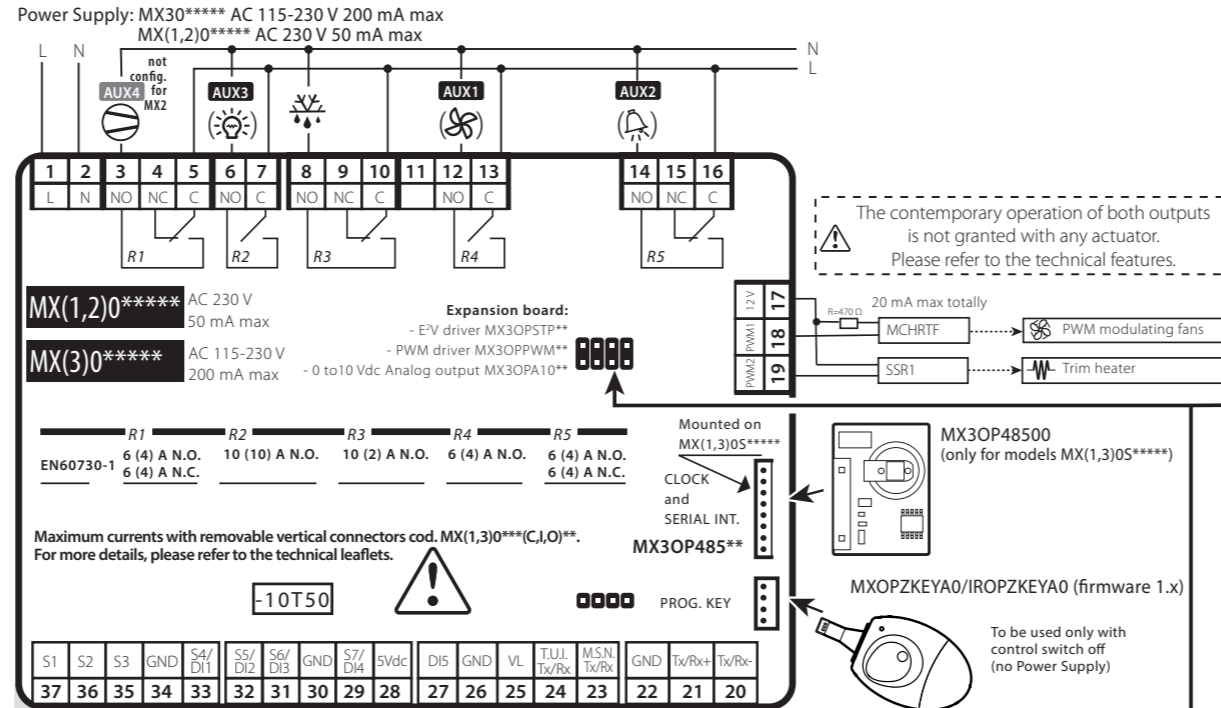 Power Supply: MX30***** AC 115-230 V 200 mA max
MX(1,2)0***** AC 230 V 50 mA max
L N
N
L
not
config.
for
MX2
AUX4
AUX3
AUX1
AUX2
1 2 3 4 5 6 7 8 9 10 11 12 13 14 15 16
L N NO NC C NO C NO NC C NO C NO NC C
R1 R2 R3 R4 R5
The contemporary operation of both outputs
is not granted with any actuator.
Please refer to the technical features.
MX(1,2)0*****
AC 230 V
50 mA max
MX(3)0*****
AC 115-230 V
200 mA max
Expansion board:
- E²V driver MX3OPSTP**
- PWM driver MX3OPPWM**
- 0 to10 Vdc Analog output MX3OPA10**
12 V 17
PWM1 18
PWM2 19
R=470 Ω
20 mA max totally
MCHRTF
PWM modulating fans
SSR1
Trim heater
R1 R2 R3 R4 R5
EN60730-1
6 (4) A N.O. 10 (10) A N.O. 10 (2) A N.O. 6 (4) A N.O. 6 (4) A N.O.
6 (4) A N.C. 6 (4) A N.C.
Mounted on
MX(1,3)0S*****
CLOCK
and
SERIAL INT.
MX3OP485**
MX3OP48500
(only for models MX(1,3)0S*****)
Maximum currents with removable vertical connectors cod. MX(1,3)0***(C,I,O)**.
For more details, please refer to the technical leaflets.
-10T50
PROG. KEY
MXOPZKEYA0/IROPZKEYA0 (firmware 1.x)
To be used only with
control switch off
(no Power Supply)
S1 S2 S3 GND S4/DI1 S5/DI2 S6/DI3 GND S7/DI4 5Vdc DI5 GND VL T.U.I. Tx/Rx M.S.N. Tx/Rx GND Tx/Rx+ Tx/Rx-
37 36 35 34 33 32 31 30 29 28 27 26 25 24 23 22 21 20